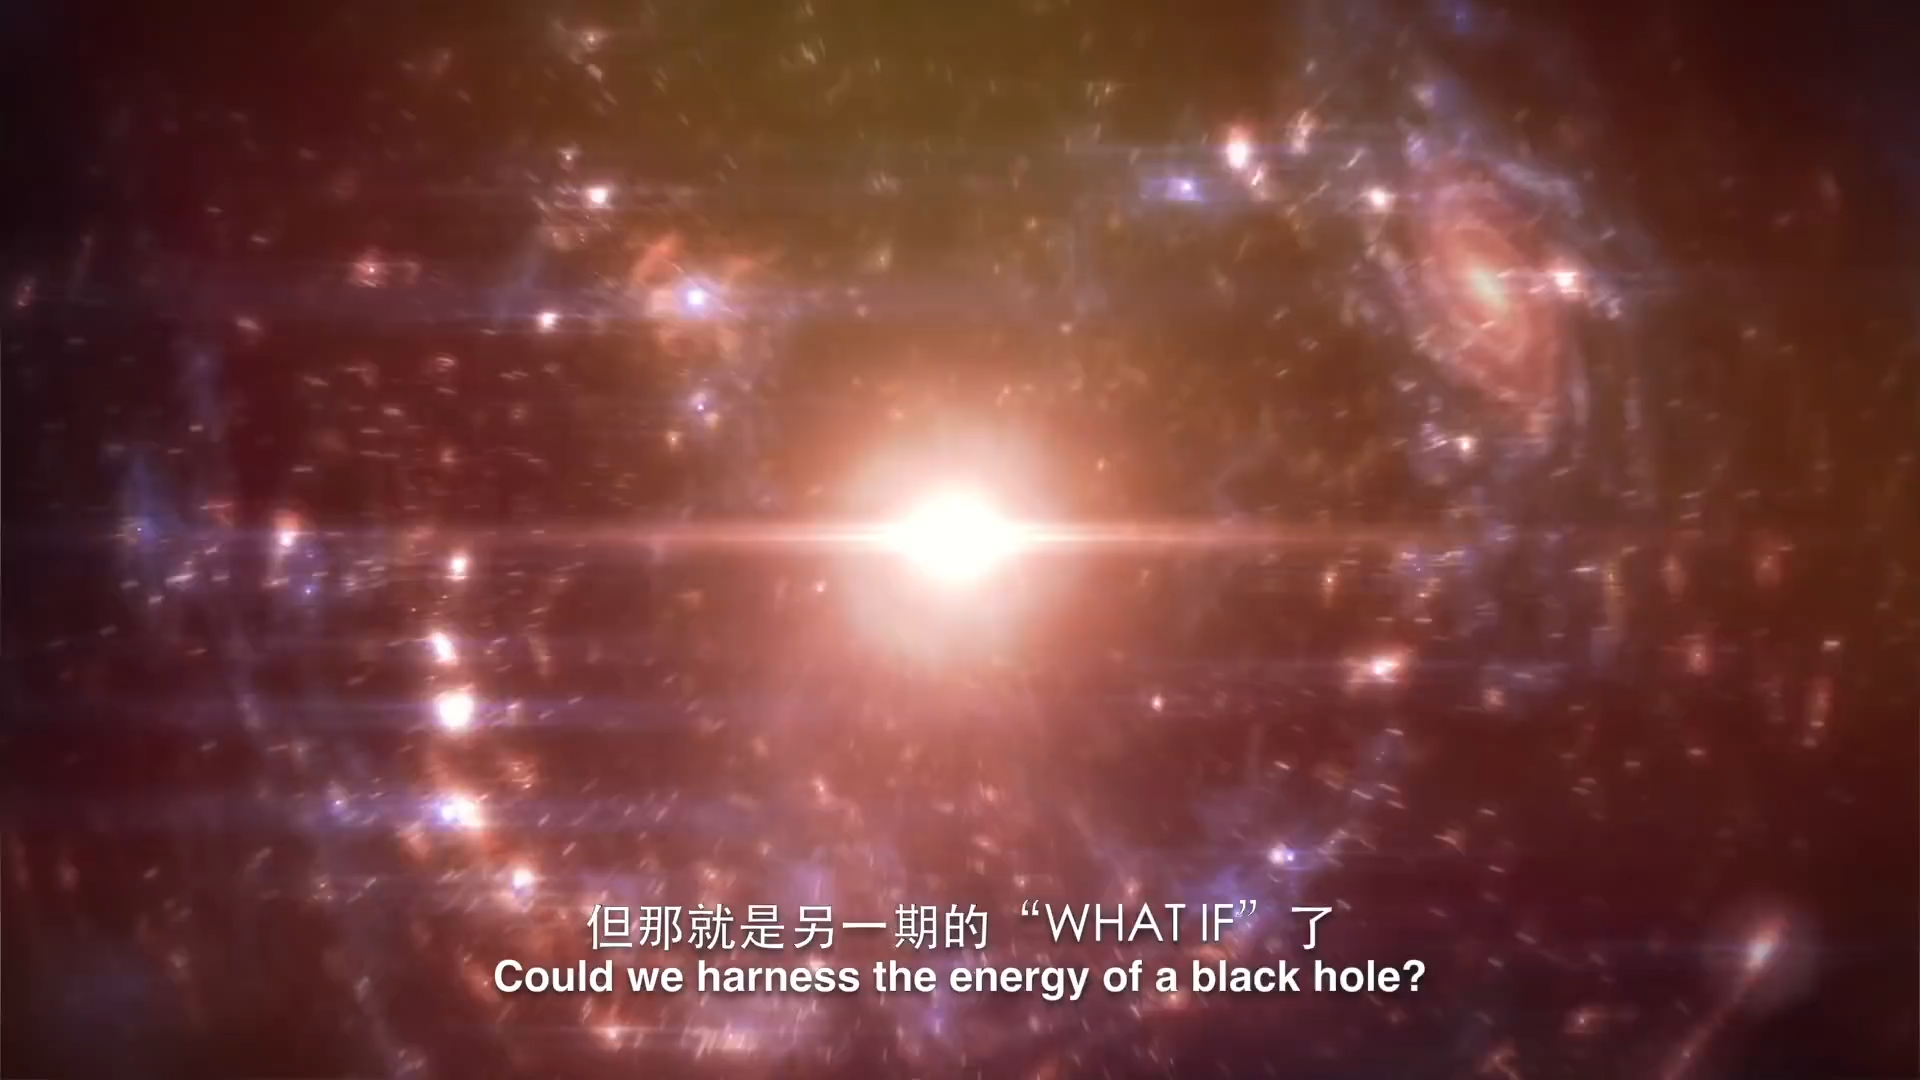 但那就是另一期的“WHAT IF”了
Could we harness the energy of a black hole?